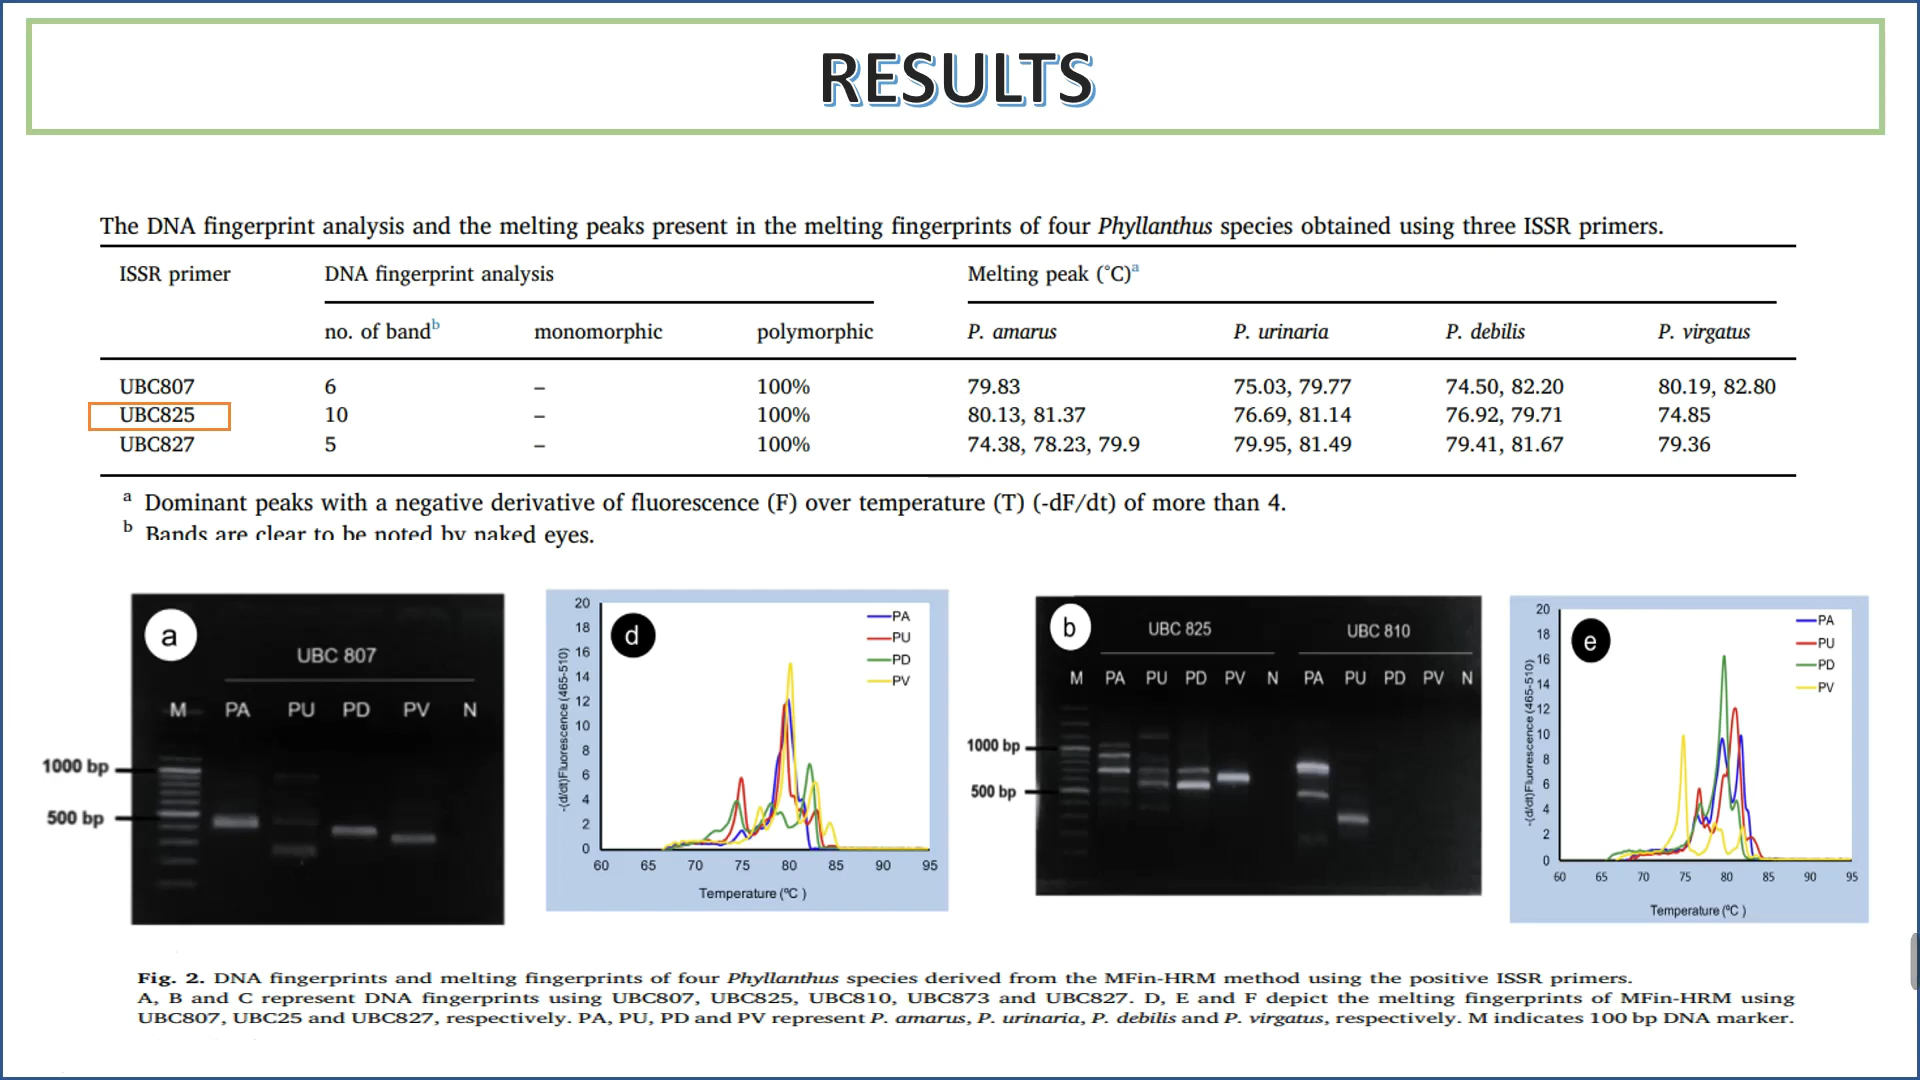 RESULTS
The DNA fingerprint analysis and the melting peaks present in the melting fingerprints of four Phyllanthus species obtained using three ISSR primers.
ISSR primer DNA fingerprint analysis Melting peak (°C)a
no. of bandb monomorphic polymorphic P. amarus P. urinaria P. debilis P. virgatus
UBC807 6 – 100% 79.83 75.03, 79.77 74.50, 82.20 80.19, 82.80
UBC825 10 – 100% 80.13, 81.37 76.69, 81.14 76.92, 79.71 74.85
UBC827 5 – 100% 74.38, 78.23, 79.9 79.95, 81.49 79.41, 81.67 79.36
a Dominant peaks with a negative derivative of fluorescence (F) over temperature (T) (-dF/dt) of more than 4.
b Bands are clear to be noted by naked eyes.
a
UBC 807
M PA PU PD PV N
1000 bp
500 bp
d
PA
PU
PD
PV
20
18
16
14
12
10
8
6
4
2
0
-(d/dt)Fluorescence (465-510)
60 65 70 75 80 85 90 95
Temperature (ºC )
b
UBC 825 UBC 810
M PA PU PD PV N PA PU PD PV N
1000 bp
500 bp
e
PA
PU
PD
PV
20
18
16
14
12
10
8
6
4
2
0
-(d/dt)Fluorescence (465-510)
60 65 70 75 80 85 90 95
Temperature (ºC )
Fig. 2. DNA fingerprints and melting fingerprints of four Phyllanthus species derived from the MFin-HRM method using the positive ISSR primers.
A, B and C represent DNA fingerprints using UBC807, UBC825, UBC810, UBC873 and UBC827. D, E and F depict the melting fingerprints of MFin-HRM using
UBC807, UBC25 and UBC827, respectively. PA, PU, PD and PV represent P. amarus, P. urinaria, P. debilis and P. virgatus, respectively. M indicates 100 bp DNA marker.